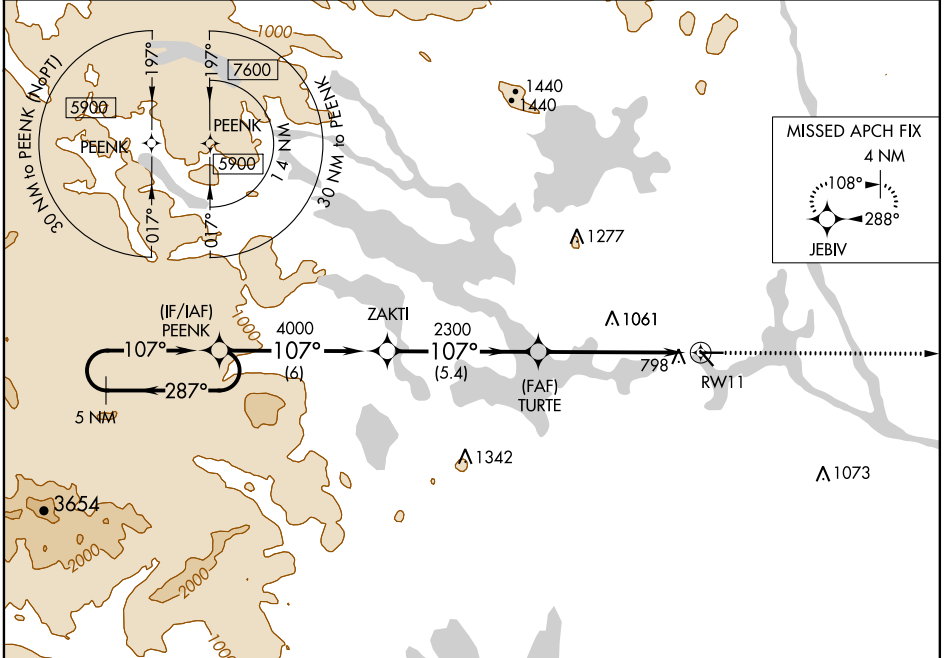 1000
30 NM to PEENK (NoPT)
197°
5900
PEENK
017°
197°
7600
PEENK
5900
14 NM
017°
30 NM to PEENK
1440
1440
MISSED APCH FIX
4 NM
108°
288°
JEBIV
1277
1061
(IF/IAF)
PEENK
1000
107°
287°
5 NM
4000
107°
(6)
ZAKTI
2300
107°
(5.4)
(FAF)
TURTE
798
RW11
1342
1073
3654
2000
2000
1000